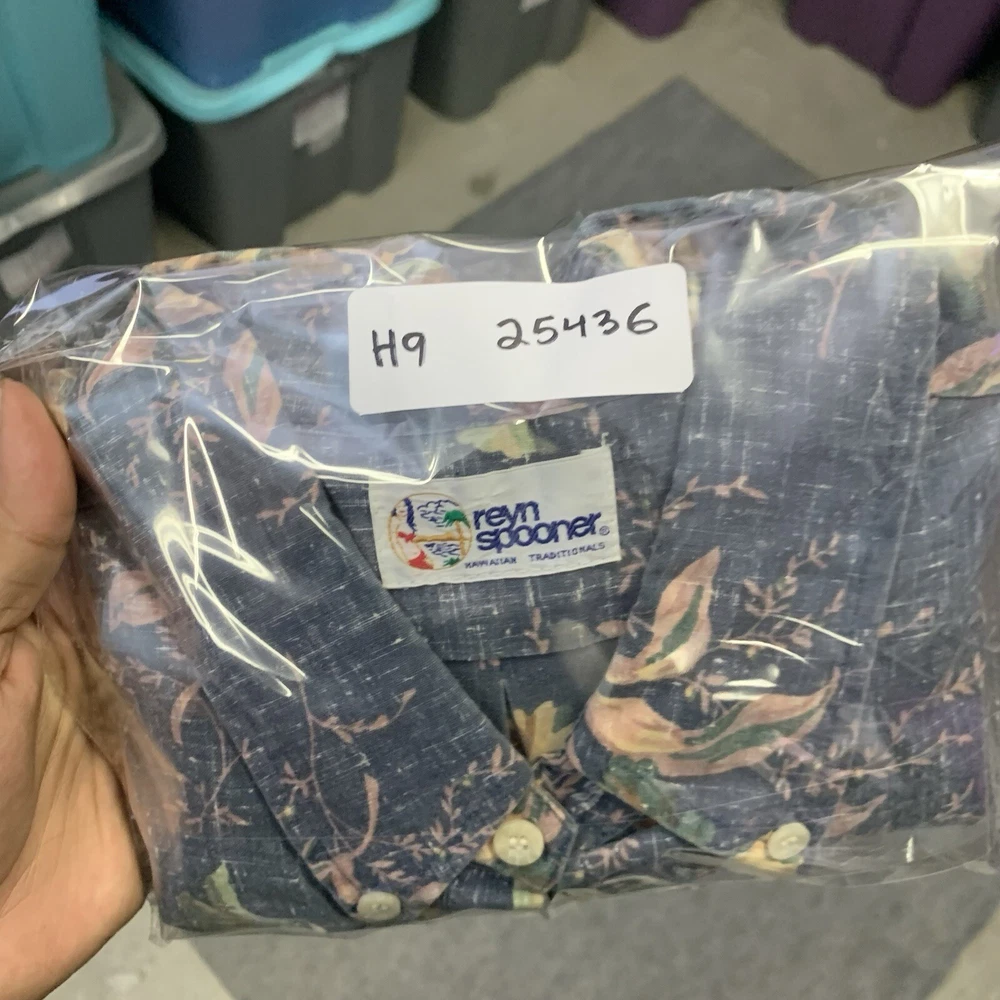 H9 25436
reyn
spooner®
HAWAIIAN TRADITIONALS